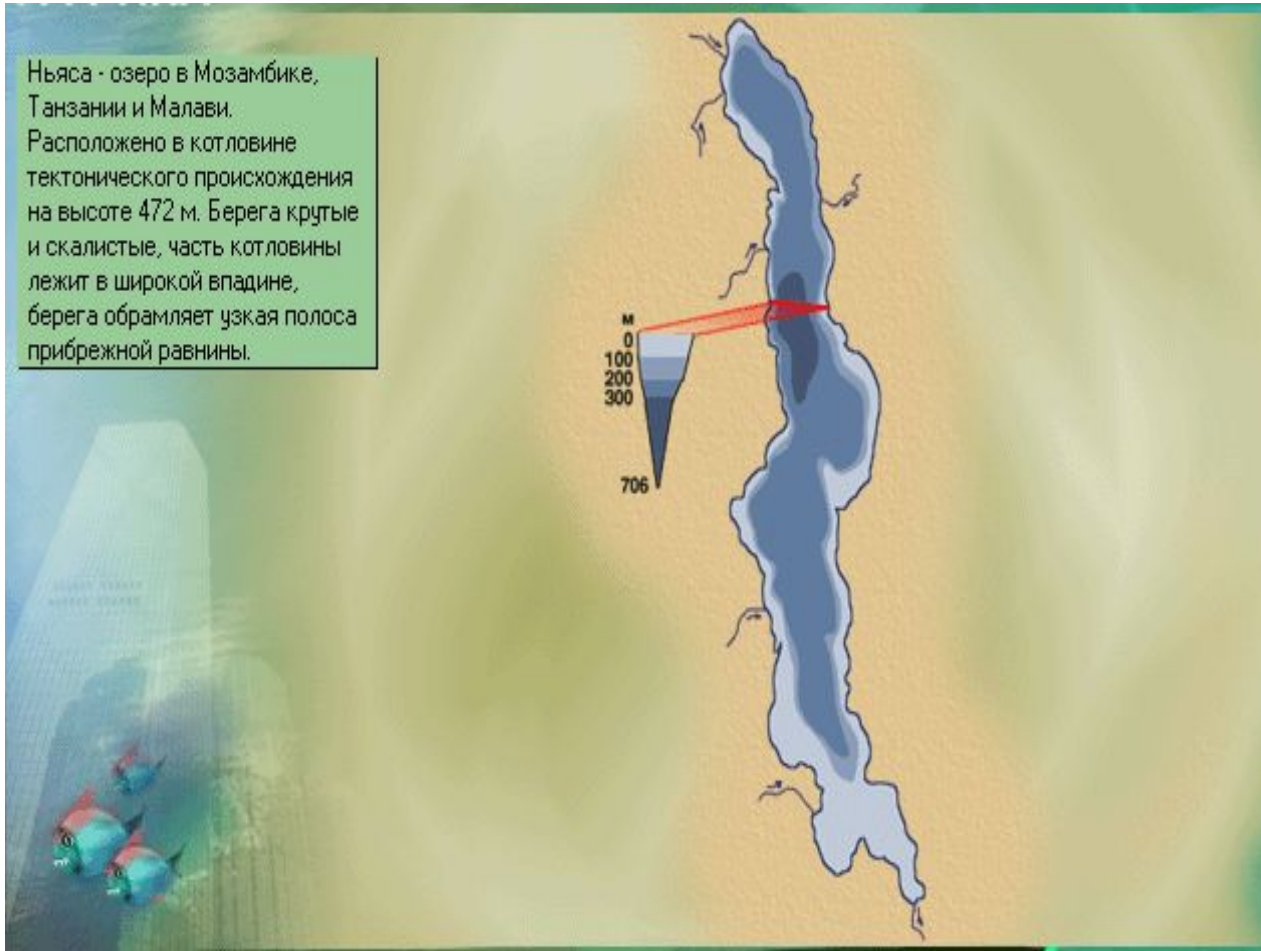 Ньяса - озеро в Мозамбике,
Танзании и Малави.
Расположено в котловине
тектонического происхождения
на высоте 472 м. Берега крутые
и скалистые, часть котловины
лежит в широкой впадине,
берега обрамляет узкая полоса
прибрежной равнины.
м
0
100
200
300
706